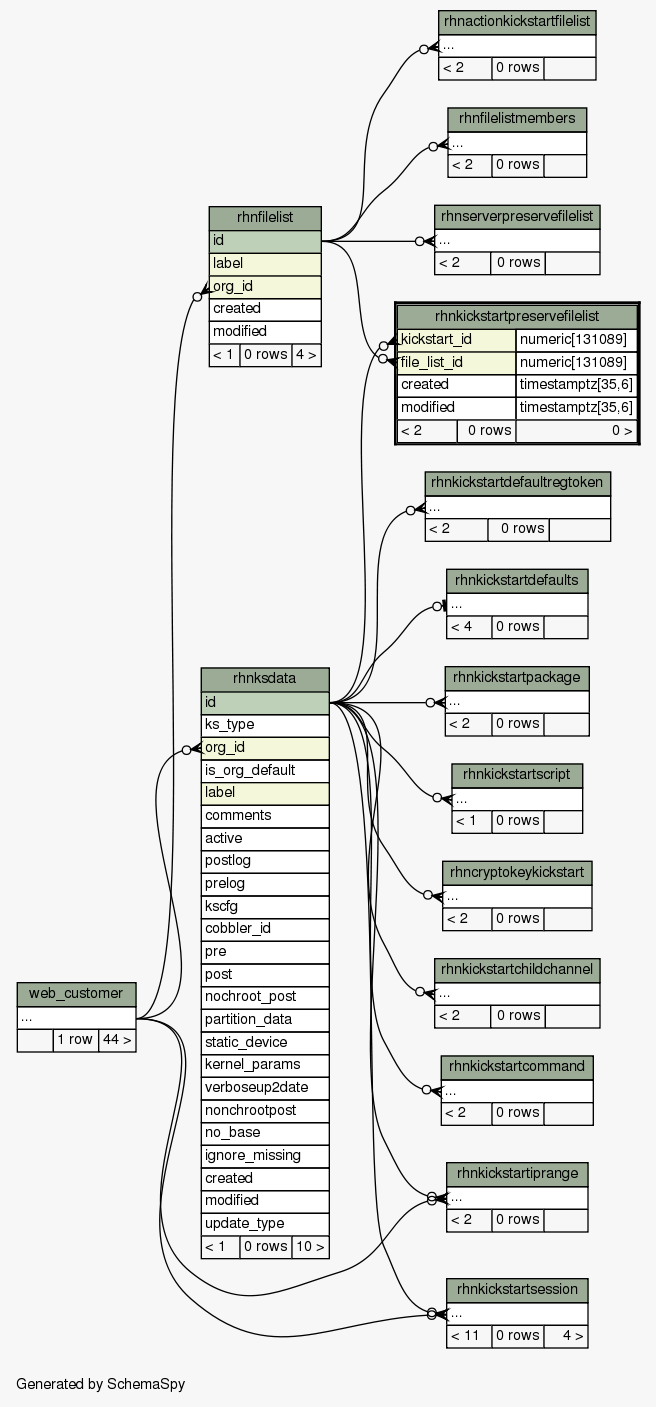 rhnactionkickstartfilelist
...
< 2 0 rows
rhnfilelistmembers
...
< 2 0 rows
rhnserverpreservefilelist
...
< 2 0 rows
rhnfilelist
id
label
org_id
created
modified
< 1 0 rows 4 >
rhnkickstartpreservefilelist
kickstart_id numeric[131089]
file_list_id numeric[131089]
created timestamptz[35,6]
modified timestamptz[35,6]
< 2 0 rows 0 >
rhnkickstartdefaultregtoken
...
< 2 0 rows
rhnkickstartdefaults
...
< 4 0 rows
rhnkickstartpackage
...
< 2 0 rows
rhnkickstartscript
...
< 1 0 rows
rhncryptokeykickstart
...
< 2 0 rows
rhnkickstartchildchannel
...
< 2 0 rows
rhnkickstartcommand
...
< 2 0 rows
rhnkickstartiprange
...
< 2 0 rows
rhnkickstartsession
...
< 11 0 rows 4 >
rhnksdata
id
ks_type
org_id
is_org_default
label
comments
active
postlog
prelog
kscfg
cobbler_id
pre
post
nochroot_post
partition_data
static_device
kernel_params
verboseup2date
nonchrootpost
no_base
ignore_missing
created
modified
update_type
< 1 0 rows 10 >
web_customer
...
1 row 44 >
Generated by SchemaSpy